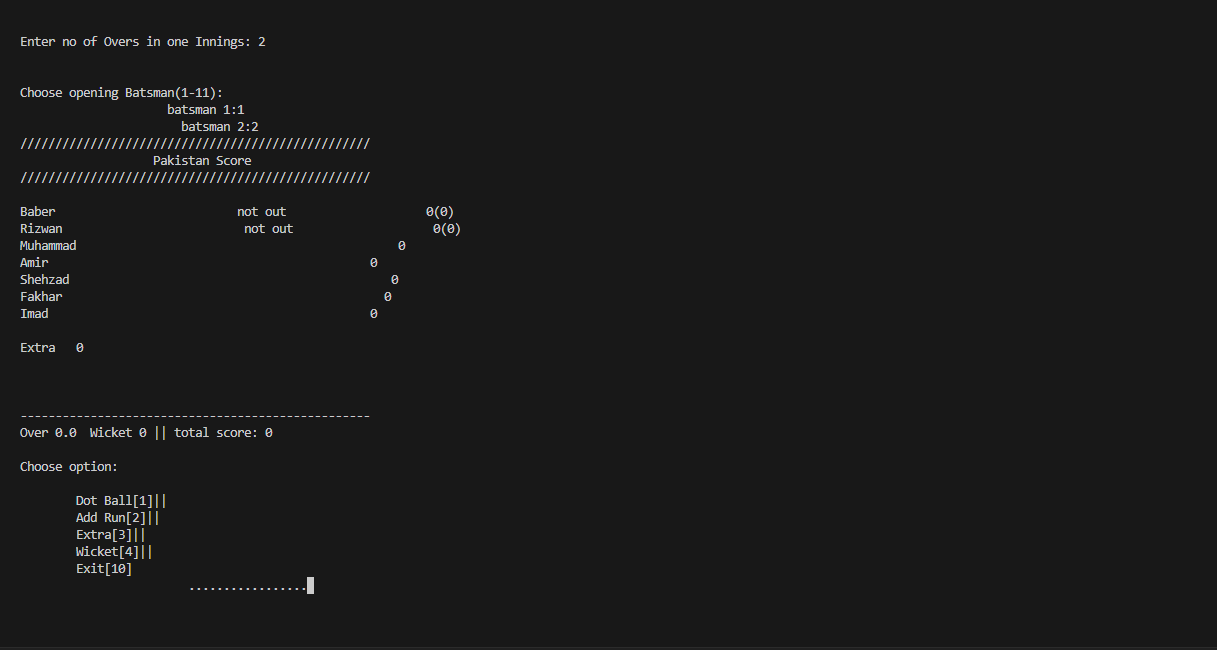 Enter no of Overs in one Innings: 2
Choose opening Batsman(1-11):
batsman 1:1
batsman 2:2
//////////////////////////////////////////////////
Pakistan Score
//////////////////////////////////////////////////
Baber not out 0(0)
Rizwan not out 0(0)
Muhammad 0
Amir 0
Shehzad 0
Fakhar 0
Imad 0
Extra 0
--------------------------------------------------
Over 0.0 Wicket 0 || total score: 0
Choose option:
Dot Ball[1]||
Add Run[2]||
Extra[3]||
Wicket[4]||
Exit[10]
.................